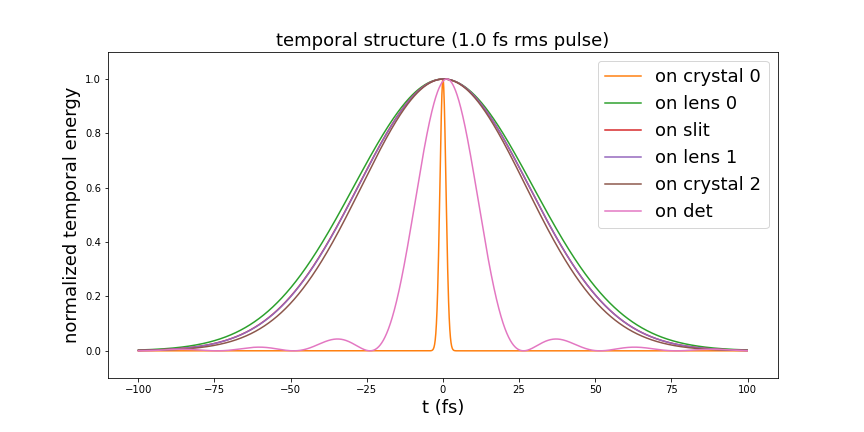 temporal structure (1.0 fs rms pulse)
normalized temporal energy
1.0
0.8
0.6
0.4
0.2
0.0
on crystal 0
on lens 0
on slit
on lens 1
on crystal 2
on det
−100
−75
−50
−25
0
25
50
75
100
t (fs)